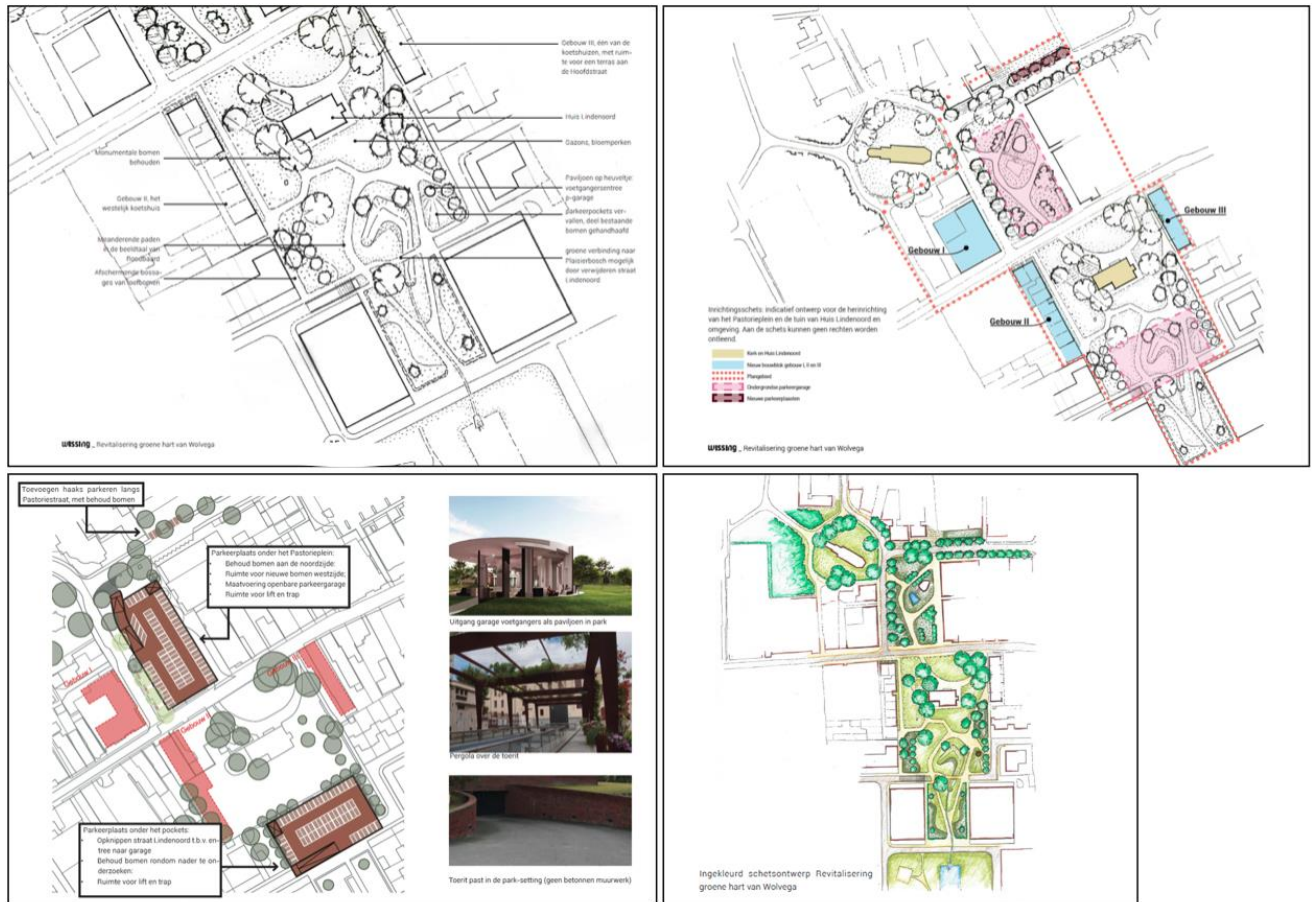 Gebouw III, één van de
koetshuizen, met ruim-
te voor een terras aan
de Hoofdstraat
Huis Lindenoord
Gazons, bloemperken
Paviljoen op heuveltje:
voetgangersentree
p-garage
parkeerpockets ver-
vallen, deel bestaande
bomen gehandhaafd
groene verbinding naar
Plaisierbosch mogelijk
door verwijderen straat
Lindenoord
Monumentale bomen
behouden
Gebouw II, het
westelijk koetshuis
Meanderende paden
in de beeldtaal van
Roodbaard
Afschermende bossa-
ges van loofbomen
wissing _ Revitalisering groene hart van Wolvega
Gebouw I
Gebouw III
Gebouw II
Inrichtingsschets: indicatief ontwerp voor de herinrichting
van het Pastorieplein en de tuin van Huis Lindenoord en
omgeving. Aan de schets kunnen geen rechten worden
ontleend.
Kerk en Huis Lindenoord
Nieuw bouwblok gebouw I, II en III
Plangebied
Ondergrondse parkeergarage
Nieuwe parkeerplaatsen
wissing _ Revitalisering groene hart van Wolvega
Toevoegen haaks parkeren langs
Pastoriestraat, met behoud bomen
Parkeerplaats onder het Pastorieplein:
Behoud bomen aan de noordzijde;
Ruimte voor nieuwe bomen westzijde;
Maatvoering openbare parkeergarage
Ruimte voor lift en trap
Gebouw I
Gebouw II
Gebouw
Parkeerplaats onder het pockets:
Opknippen straat Lindenoord t.b.v. en-
tree naar garage
Behoud bomen rondom nader te on-
derzoeken;
Ruimte voor lift en trap
Uitgang garage voetgangers als paviljoen in park
Pergola over de toerit
Toerit past in de park-setting (geen betonnen muurwerk)
Ingekleurd schetsontwerp Revitalisering
groene hart van Wolvega